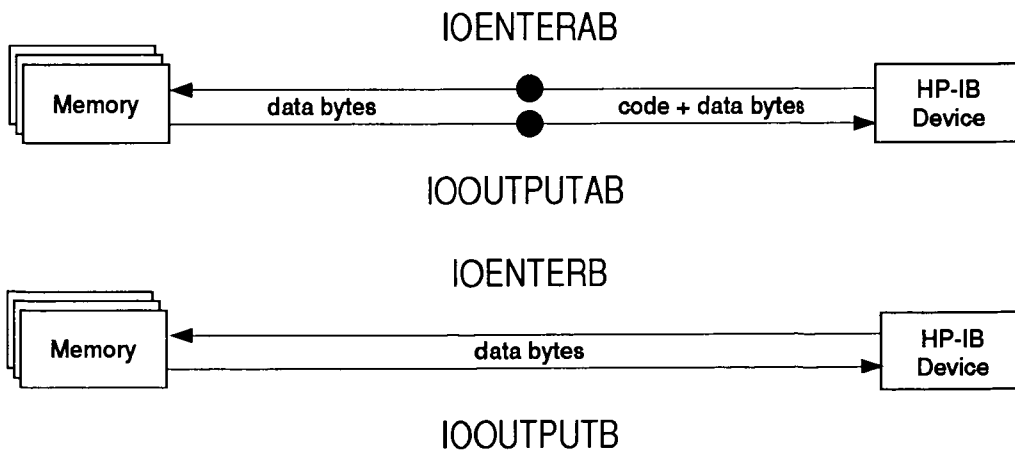 IOENTERAB
Memory
data bytes
code + data bytes
HP-IB
Device
IOOUTPUTAB
IOENTERB
Memory
data bytes
HP-IB
Device
IOOUTPUTB